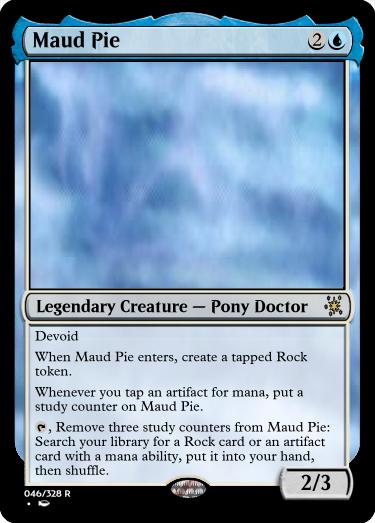 Maud Pie 2
Legendary Creature — Pony Doctor
Devoid
When Maud Pie enters, create a tapped Rock
token.
Whenever you tap an artifact for mana, put a
study counter on Maud Pie.
, Remove three study counters from Maud Pie:
Search your library for a Rock card or an artifact
card with a mana ability, put it into your hand,
then shuffle.
2/3
046/328 R